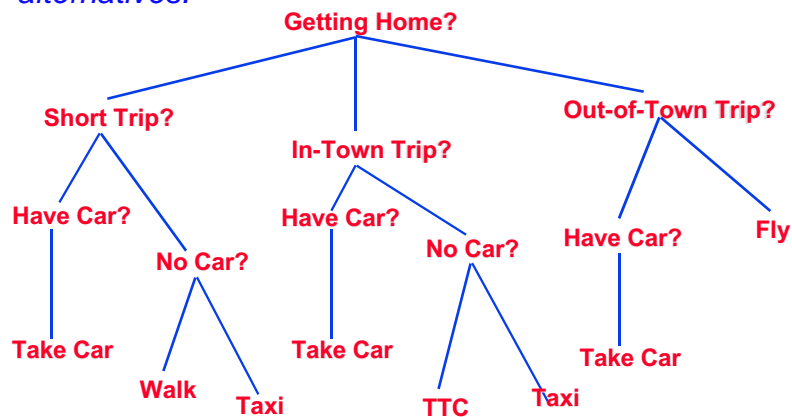 alternatives.
Getting Home?
Short Trip?
Out-of-Town Trip?
In-Town Trip?
Have Car?
Have Car?
Have Car?
Fly
No Car?
No Car?
Take Car
Take Car
Take Car
Walk
Taxi
TTC
Taxi